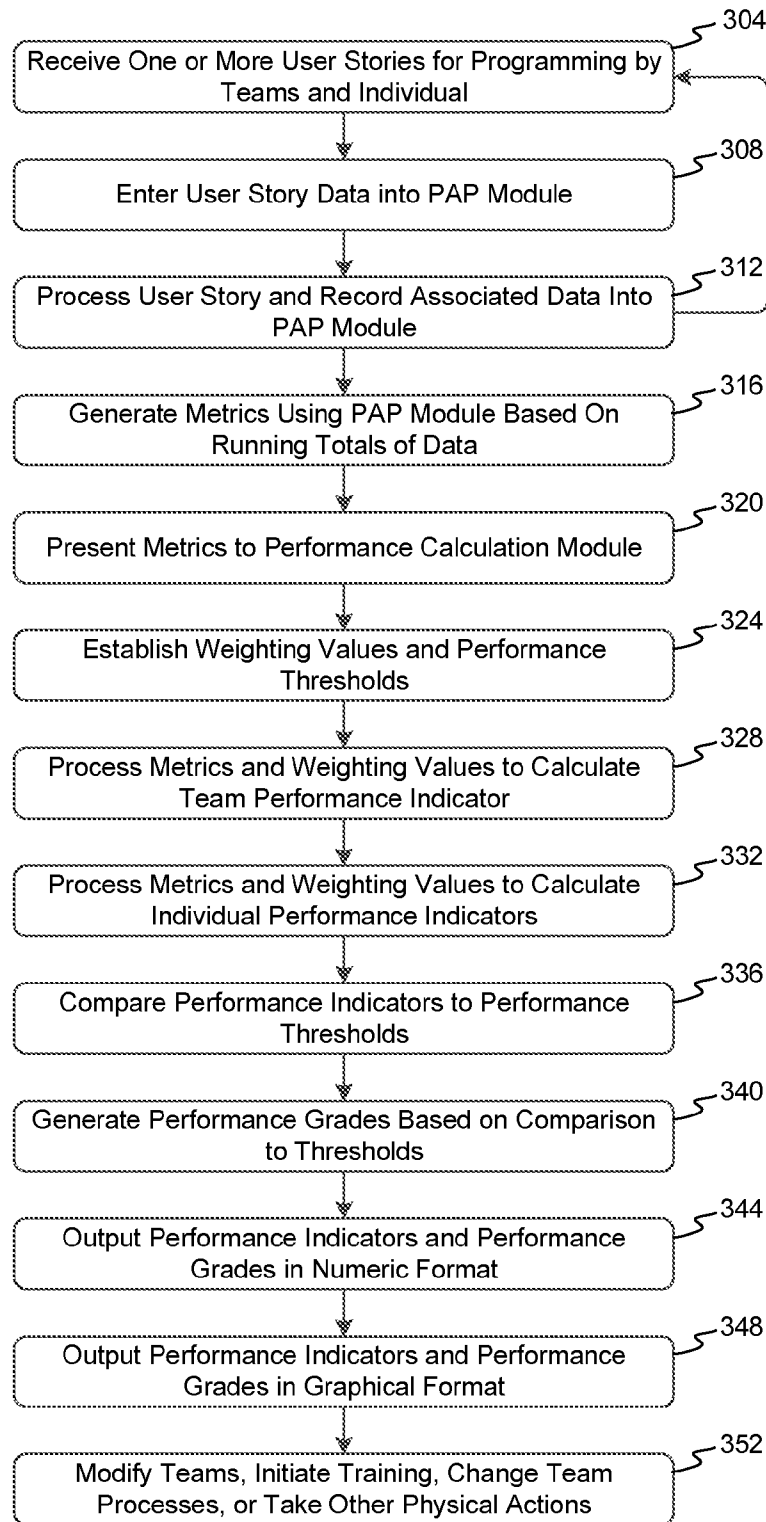 304
Receive One or More User Stories for Programming by
Teams and Individual
308
Enter User Story Data into PAP Module
312
Process User Story and Record Associated Data Into
PAP Module
316
Generate Metrics Using PAP Module Based On
Running Totals of Data
320
Present Metrics to Performance Calculation Module
324
Establish Weighting Values and Performance
Thresholds
328
Process Metrics and Weighting Values to Calculate
Team Performance Indicator
332
Process Metrics and Weighting Values to Calculate
Individual Performance Indicators
336
Compare Performance Indicators to Performance
Thresholds
340
Generate Performance Grades Based on Comparison
to Thresholds
344
Output Performance Indicators and Performance
Grades in Numeric Format
348
Output Performance Indicators and Performance
Grades in Graphical Format
352
Modify Teams, Initiate Training, Change Team
Processes, or Take Other Physical Actions